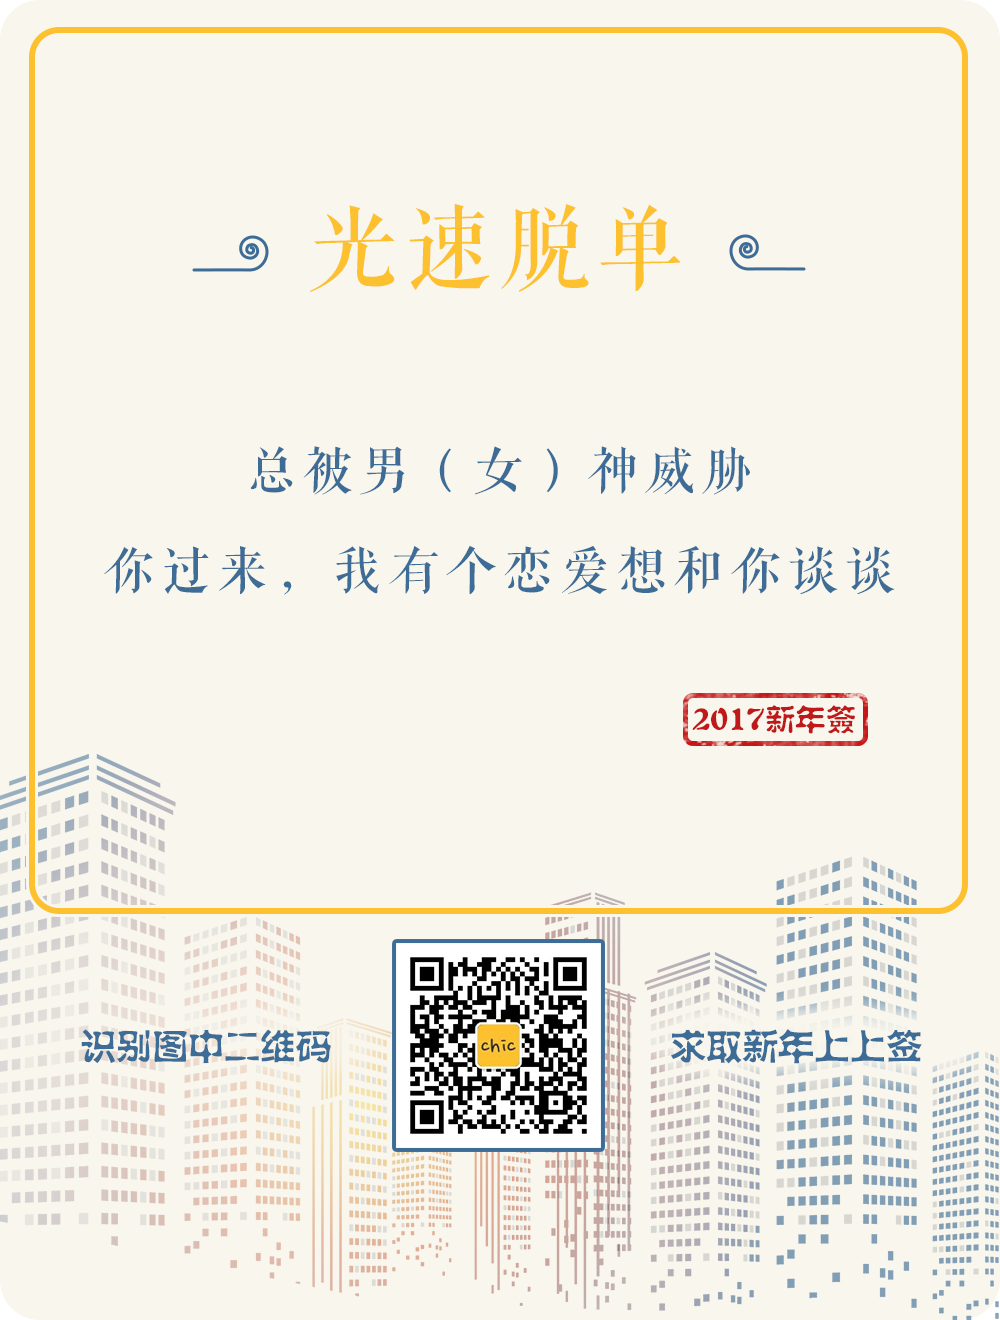 光速脱单
总被男（女）神威胁
你过来，我有个恋爱想和你谈谈
2017新年簽
识别图中二维码
chic
求取新年上上签